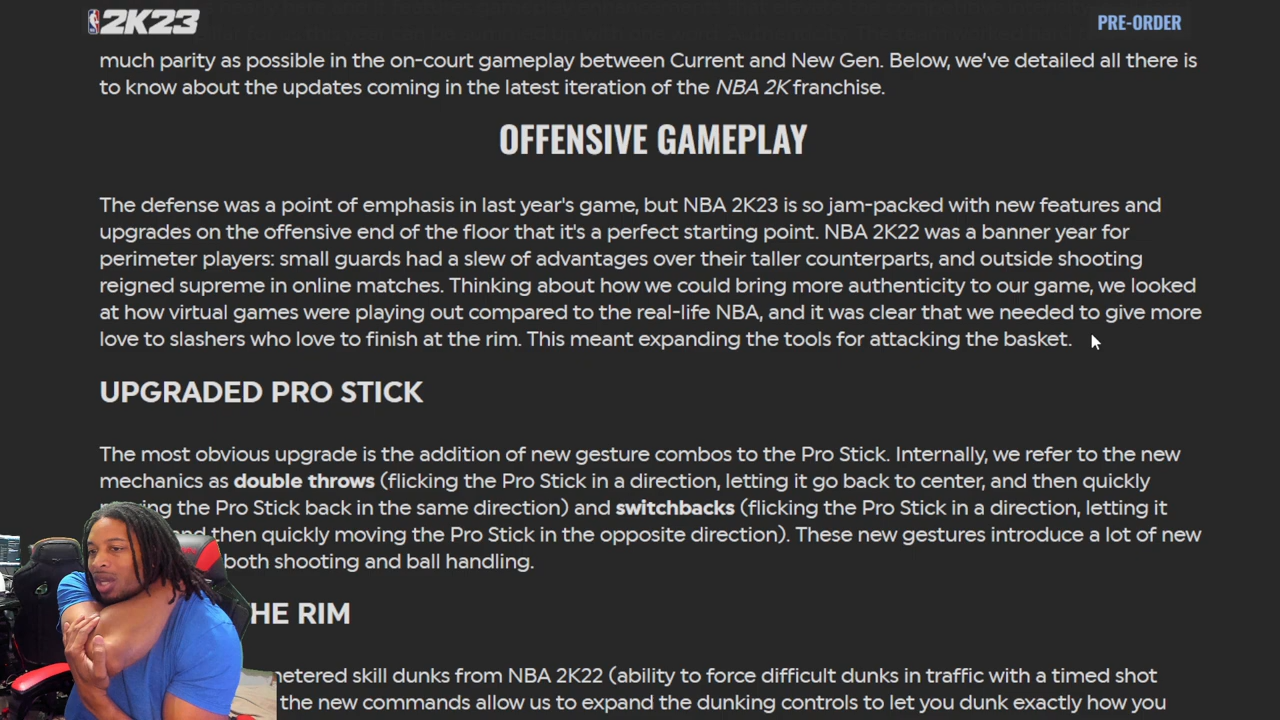 2K23
PRE-ORDER
much parity as possible in the on-court gameplay between Current and New Gen. Below, we've detailed all there is
to know about the updates coming in the latest iteration of the NBA 2K franchise.
OFFENSIVE GAMEPLAY
The defense was a point of emphasis in last year's game, but NBA 2K23 is so jam-packed with new features and
upgrades on the offensive end of the floor that it's a perfect starting point. NBA 2K22 was a banner year for
perimeter players: small guards had a slew of advantages over their taller counterparts, and outside shooting
reigned supreme in online matches. Thinking about how we could bring more authenticity to our game, we looked
at how virtual games were playing out compared to the real-life NBA, and it was clear that we needed to give more
love to slashers who love to finish at the rim. This meant expanding the tools for attacking the basket.
UPGRADED PRO STICK
The most obvious upgrade is the addition of new gesture combos to the Pro Stick. Internally, we refer to the new
mechanics as double throws (flicking the Pro Stick in a direction, letting it go back to center, and then quickly
the Pro Stick back in the same direction) and switchbacks (flicking the Pro Stick in a direction, letting it
then quickly moving the Pro Stick in the opposite direction). These new gestures introduce a lot of new
both shooting and ball handling.
HE RIM
metered skill dunks from NBA 2K22 (ability to force difficult dunks in traffic with a timed shot
the new commands allow us to expand the dunking controls to let you dunk exactly how you